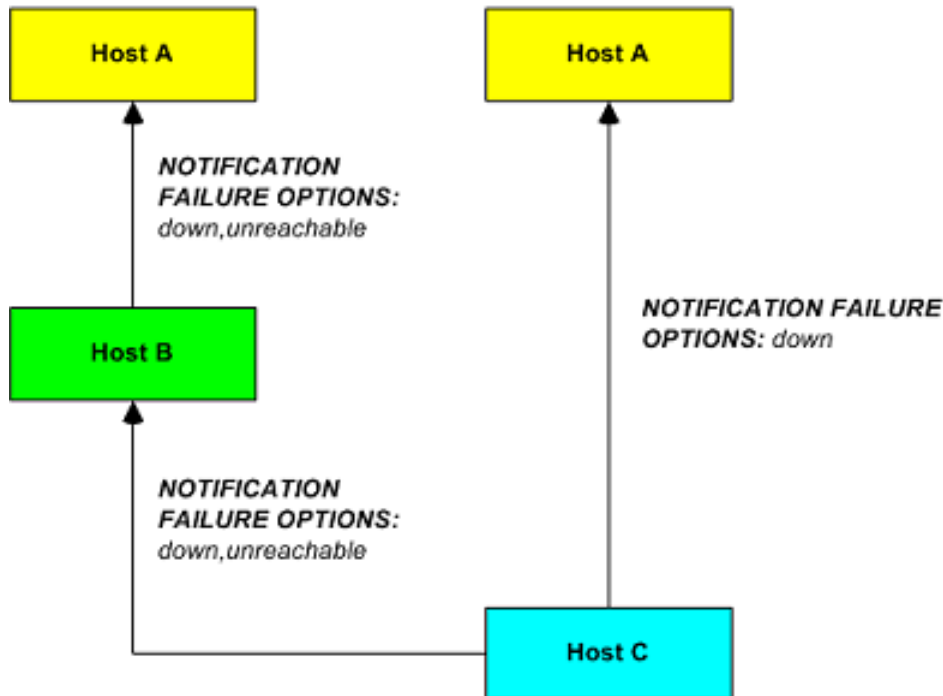 Host A
Host A
NOTIFICATION
FAILURE OPTIONS:
down,unreachable
NOTIFICATION FAILURE
OPTIONS: down
Host B
NOTIFICATION
FAILURE OPTIONS:
down,unreachable
Host C